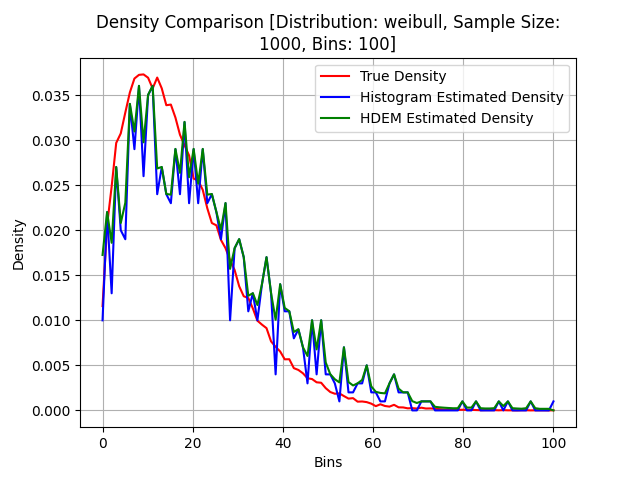 Density Comparison [Distribution: weibull, Sample Size:
1000, Bins: 100]
True Density
Histogram Estimated Density
HDEM Estimated Density
Density
0.035
0.030
0.025
0.020
0.015
0.010
0.005
0.000
0
20
40
60
80
100
Bins